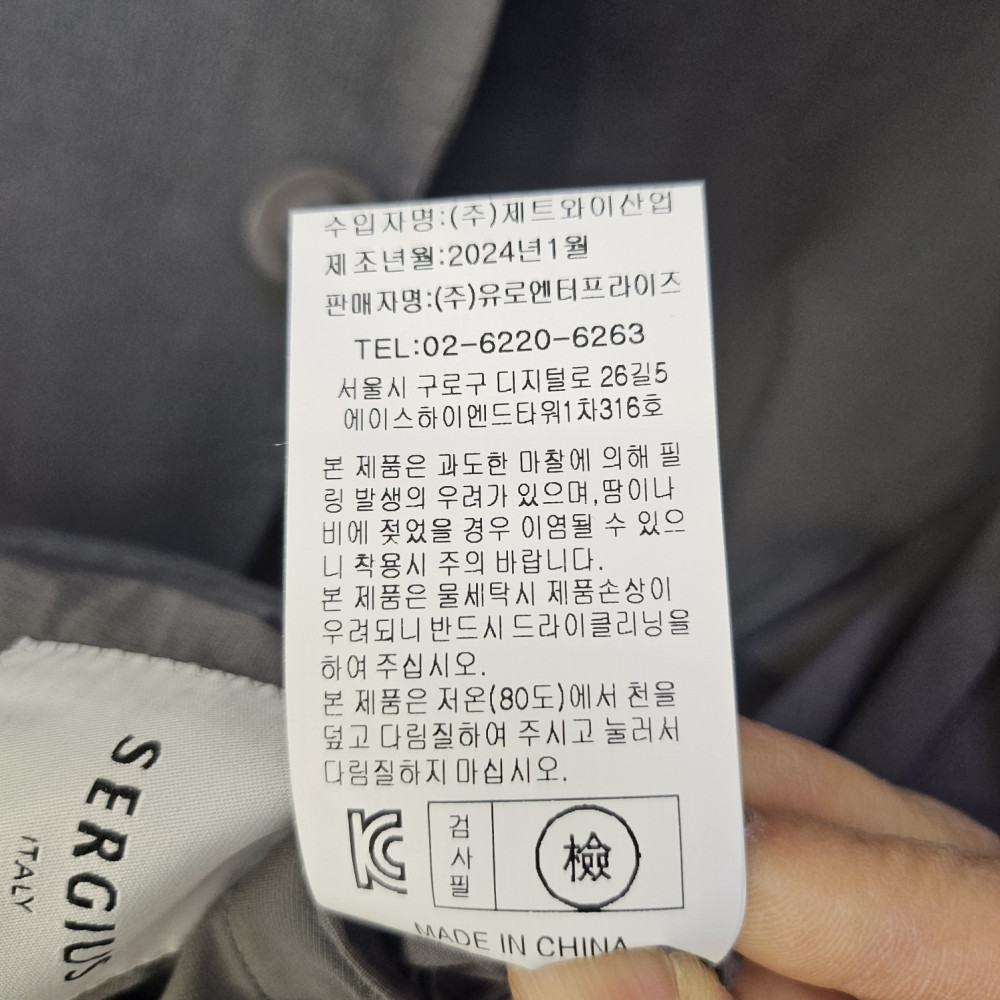 수입자명:(주)제트와이산업
제조년월:2024년1월
판매자명:(주)유로엔터프라이즈
TEL:02-6220-6263
서울시 구로구 디지털로 26길5
에이스하이엔드타워1차316호
본 제품은 과도한 마찰에 의해 필
링 발생의 우려가 있으며,땀이나
비에 젖었을 경우 이염될 수 있으
니 착용시 주의 바랍니다.
본 제품은 물세탁시 제품손상이
우려되니 반드시 드라이클리닝을
하여 주십시오.
본 제품은 저온(80도)에서 천을
덮고 다림질하여 주시고 눌러서
다림질하지 마십시오.
KC
검사필
檢
MADE IN CHINA
SERGIUS
ITALY